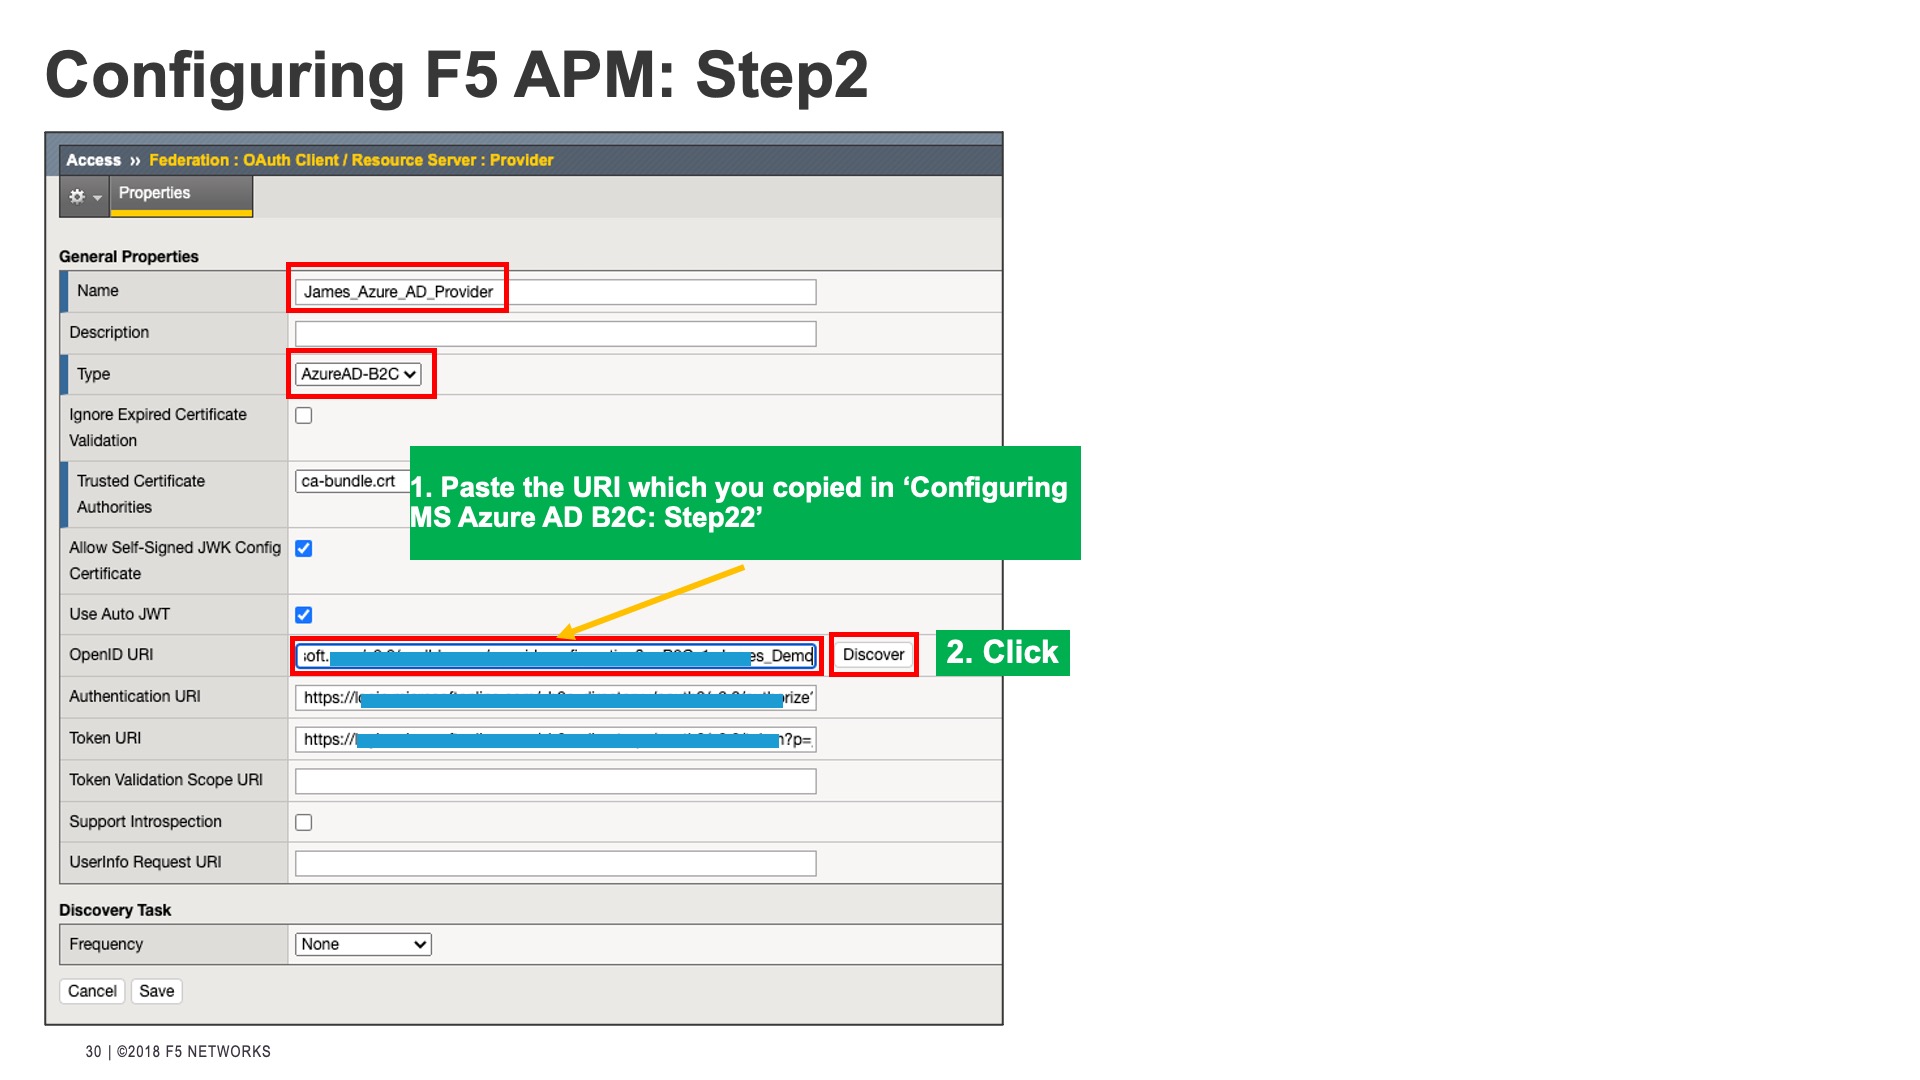 Configuring F5 APM: Step2
Access ›› Federation : OAuth Client / Resource Server : Provider
Properties
General Properties
Name
James_Azure_AD_Provider
Description
Type
AzureAD-B2C
Ignore Expired Certificate
Validation
Trusted Certificate
Authorities
ca-bundle.crt
1. Paste the URI which you copied in ‘Configuring
MS Azure AD B2C: Step22’
Allow Self-Signed JWK Config
Certificate
Use Auto JWT
OpenID URI
soft. es_Demo
Discover
2. Click
Authentication URI
https://l rize?
Token URI
https:// ?p=
Token Validation Scope URI
Support Introspection
UserInfo Request URI
Discovery Task
Frequency
None
Cancel
Save
30 | ©2018 F5 NETWORKS